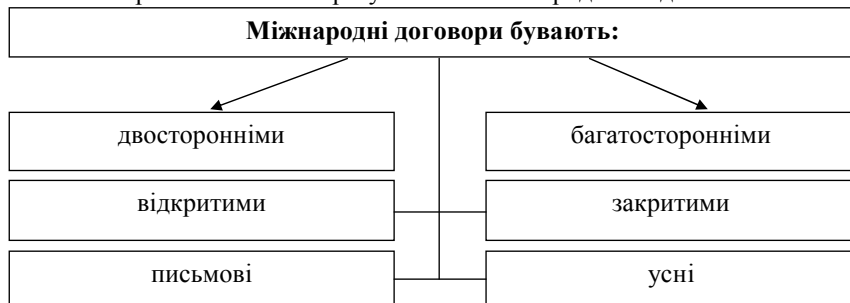 Міжнародні договори бувають:
двосторонніми
багатосторонніми
відкритими
закритими
письмові
усні